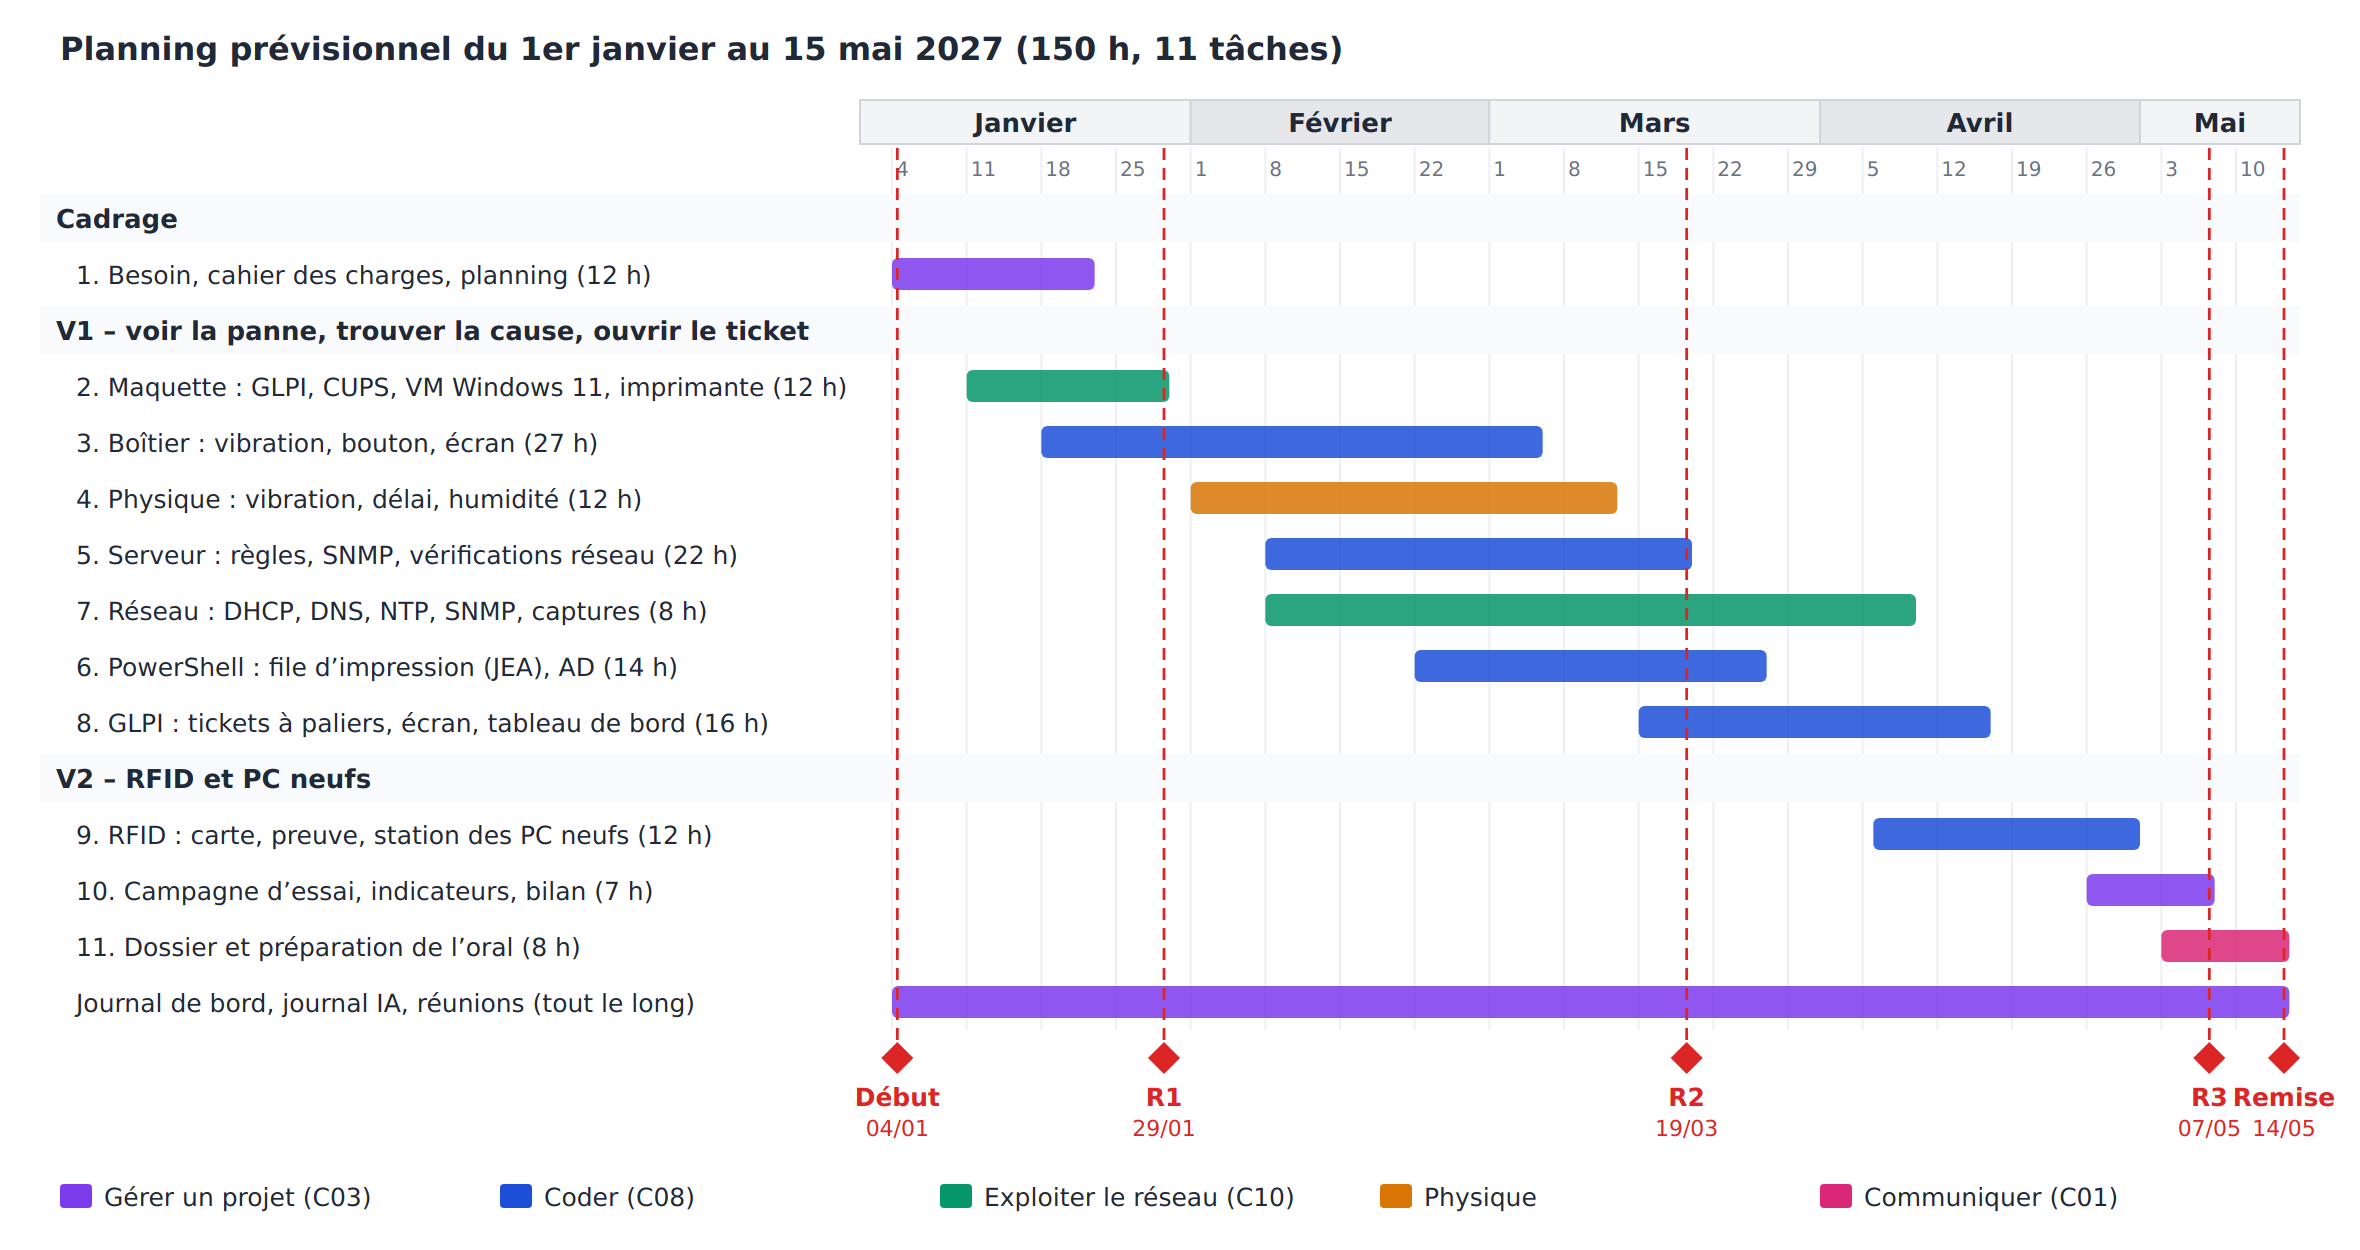 Planning prévisionnel du 1er janvier au 15 mai 2027 (150 h, 11 tâches)
Janvier Février Mars Avril Mai
4 11 18 25 1 8 15 22 1 8 15 22 29 5 12 19 26 3 10
Cadrage
1. Besoin, cahier des charges, planning (12 h)
V1 – voir la panne, trouver la cause, ouvrir le ticket
2. Maquette : GLPI, CUPS, VM Windows 11, imprimante (12 h)
3. Boîtier : vibration, bouton, écran (27 h)
4. Physique : vibration, délai, humidité (12 h)
5. Serveur : règles, SNMP, vérifications réseau (22 h)
7. Réseau : DHCP, DNS, NTP, SNMP, captures (8 h)
6. PowerShell : file d’impression (JEA), AD (14 h)
8. GLPI : tickets à paliers, écran, tableau de bord (16 h)
V2 – RFID et PC neufs
9. RFID : carte, preuve, station des PC neufs (12 h)
10. Campagne d’essai, indicateurs, bilan (7 h)
11. Dossier et préparation de l’oral (8 h)
Journal de bord, journal IA, réunions (tout le long)
Début R1 R2 R3 Remise
04/01 29/01 19/03 07/05 14/05
Gérer un projet (C03) Coder (C08) Exploiter le réseau (C10) Physique Communiquer (C01)